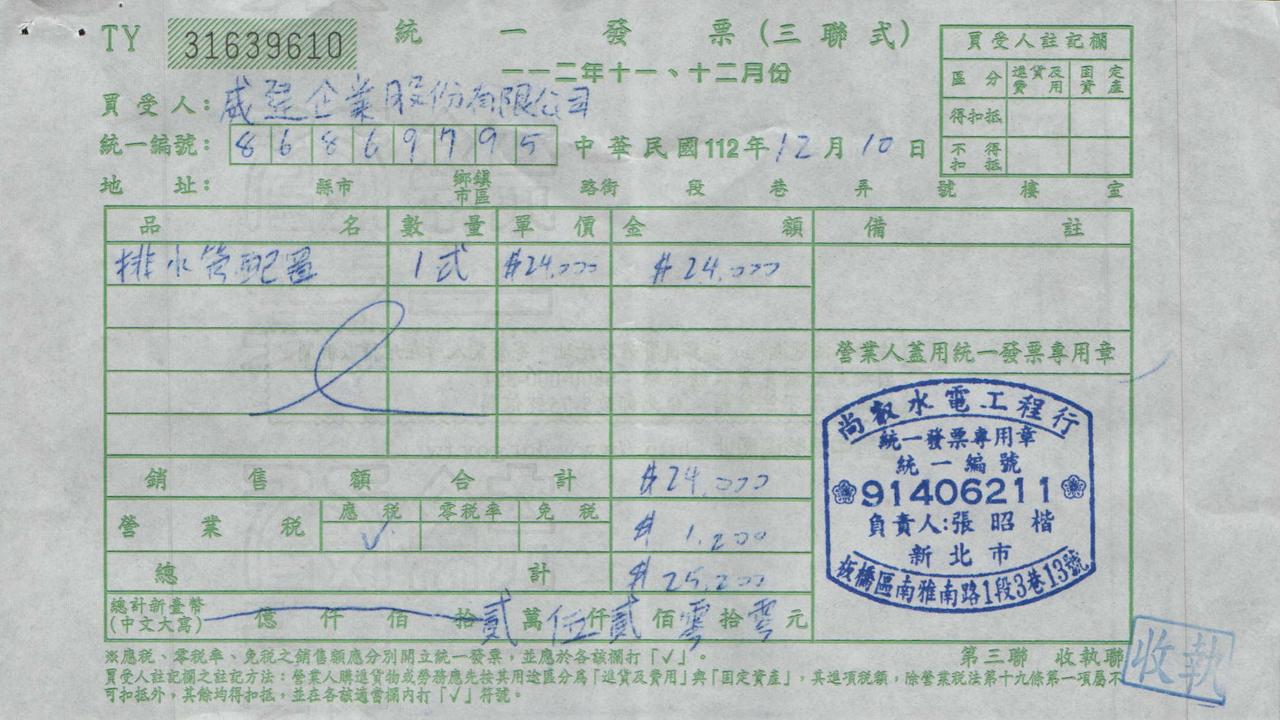 TY 31639610 統一發票(三聯式)
一一二年十一、十二月份
買受人註記欄
區分 進貨及費用 固定資產
得扣抵
不得扣抵
買受人:威登企業股份有限公司
統一編號:86869795 中華民國112年12月10日
地址: 縣市 鄉鎮市區 路街 段 巷 弄 號 樓 室
品名 數量 單價 金額 備註
排水管配置 1式 $24,000 $24,000
營業人蓋用統一發票專用章
尚叡水電工程行
統一發票專用章
統一編號
91406211
負責人:張昭楷
新北市
板橋區南雅南路1段3巷13號
銷售額合計 $24,000
營業稅 應稅 零稅率 免稅
✓ $1,200
總計 $25,200
總計新臺幣(中文大寫) 億 仟 佰 拾貳萬伍仟貳佰零拾零元
※應稅、零稅率、免稅之銷售額應分別開立統一發票,並應於各該欄打「✓」。
第三聯 收執聯
收執
買受人註記欄之註記方法:營業人購進貨物或勞務應先按其用途區分為「進貨及費用」與「固定資產」,其進項稅額,除營業稅法第十九條第一項屬不
可扣抵外,其餘均得扣抵,並在各該適當欄內打「✓」符號。